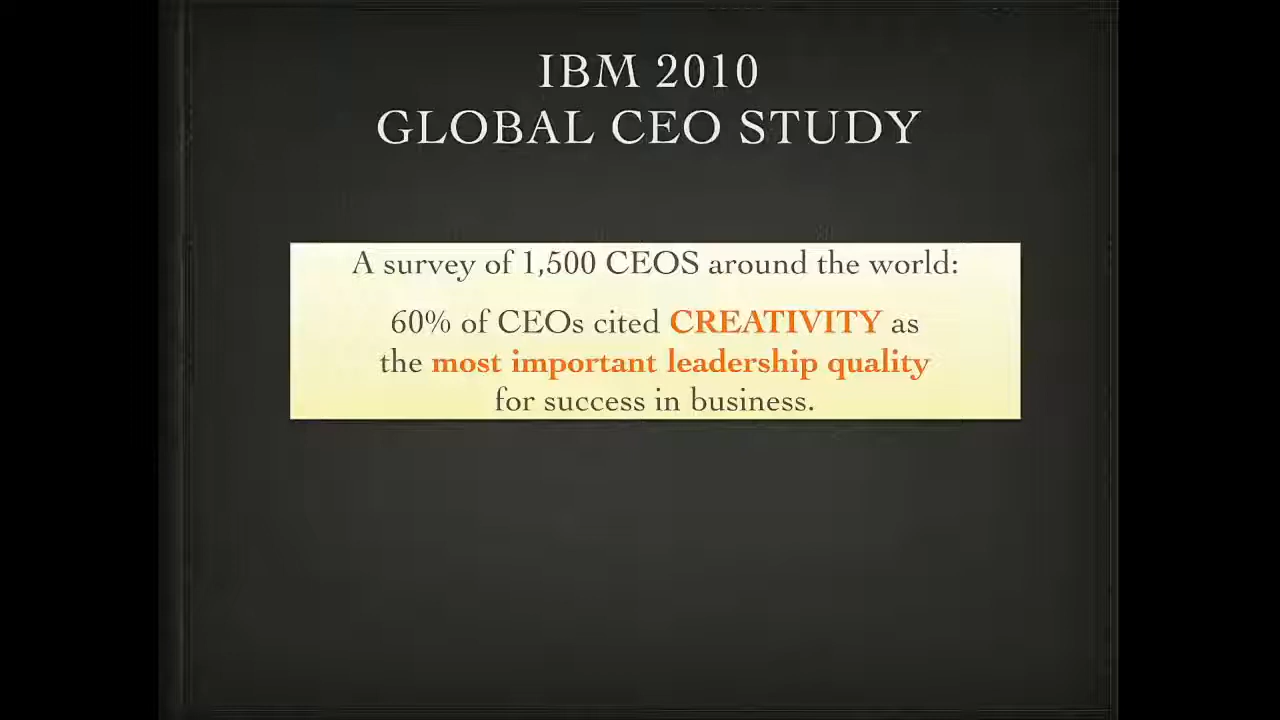 IBM 2010
GLOBAL CEO STUDY
A survey of 1,500 CEOS around the world:
60% of CEOs cited CREATIVITY as
the most important leadership quality
for success in business.